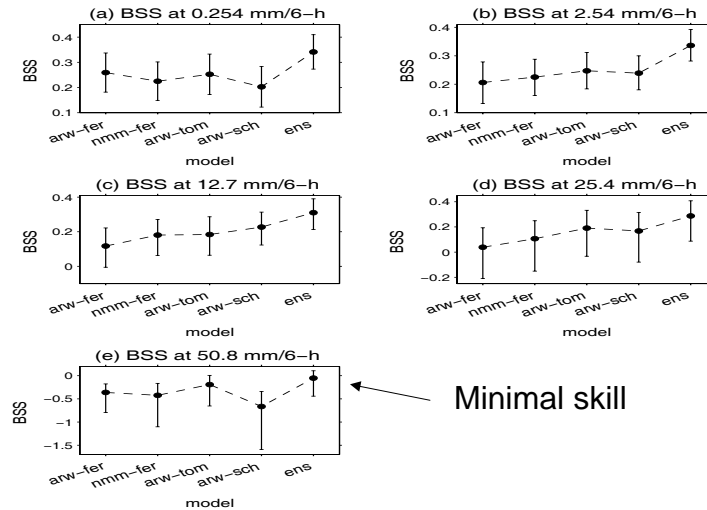 (a) BSS at 0.254 mm/6-h
BSS
0.4
0.3
0.2
0.1
arw-fer
nmm-fer
arw-tom
arw-sch
ens
model
(b) BSS at 2.54 mm/6-h
BSS
0.4
0.3
0.2
0.1
arw-fer
nmm-fer
arw-tom
arw-sch
ens
model
(c) BSS at 12.7 mm/6-h
BSS
0.4
0.2
0
arw-fer
nmm-fer
arw-tom
arw-sch
ens
model
(d) BSS at 25.4 mm/6-h
BSS
0.4
0.2
0
-0.2
arw-fer
nmm-fer
arw-tom
arw-sch
ens
model
(e) BSS at 50.8 mm/6-h
BSS
0
-0.5
-1
-1.5
arw-fer
nmm-fer
arw-tom
arw-sch
ens
model
Minimal skill